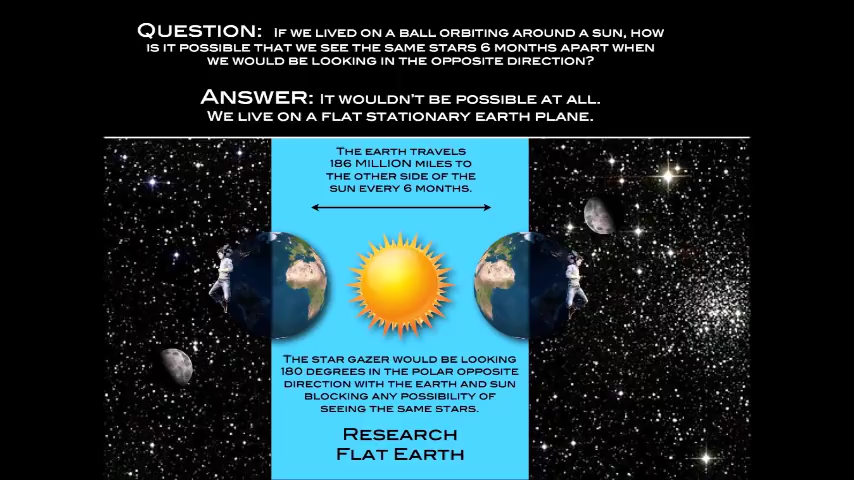 QUESTION: IF WE LIVED ON A BALL ORBITING AROUND A SUN, HOW
IS IT POSSIBLE THAT WE SEE THE SAME STARS 6 MONTHS APART WHEN
WE WOULD BE LOOKING IN THE OPPOSITE DIRECTION?
ANSWER: IT WOULDN'T BE POSSIBLE AT ALL.
WE LIVE ON A FLAT STATIONARY EARTH PLANE.
THE EARTH TRAVELS
186 MILLION MILES TO
THE OTHER SIDE OF THE
SUN EVERY 6 MONTHS.
THE STAR GAZER WOULD BE LOOKING
180 DEGREES IN THE POLAR OPPOSITE
DIRECTION WITH THE EARTH AND SUN
BLOCKING ANY POSSIBILITY OF
SEEING THE SAME STARS.
RESEARCH
FLAT EARTH